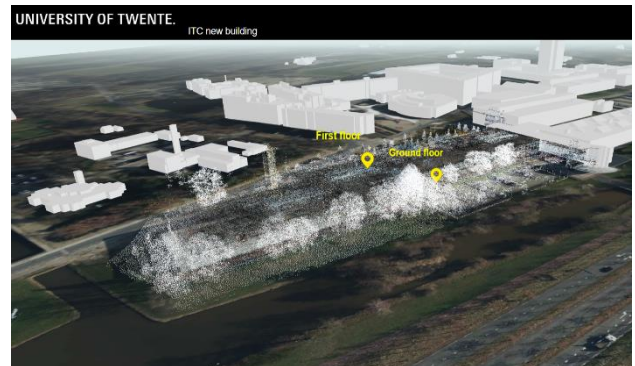 UNIVERSITY OF TWENTE.
ITC new building
First floor
Ground floor